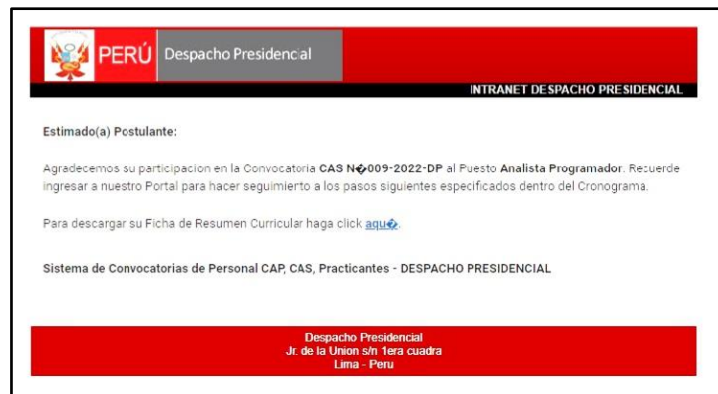 PERÚ
Despacho Presidencial
INTRANET DESPACHO PRESIDENCIAL
Estimado(a) Postulante:
Agradecemos su participacion en la Convocatoria CAS N�009-2022-DP al Puesto Analista Programador. Recuerde
ingresar a nuestro Portal para hacer seguimiento a los pasos siguientes especificados dentro del Cronograma.
Para descargar su Ficha de Resumen Curricular haga click aqu�.
Sistema de Convocatorias de Personal CAP, CAS, Practicantes - DESPACHO PRESIDENCIAL
Despacho Presidencial
Jr. de la Union s/n 1era cuadra
Lima - Peru